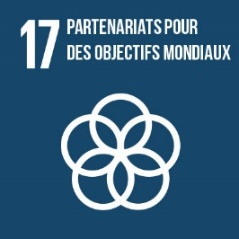 17 PARTENARIATS POUR
DES OBJECTIFS MONDIAUX